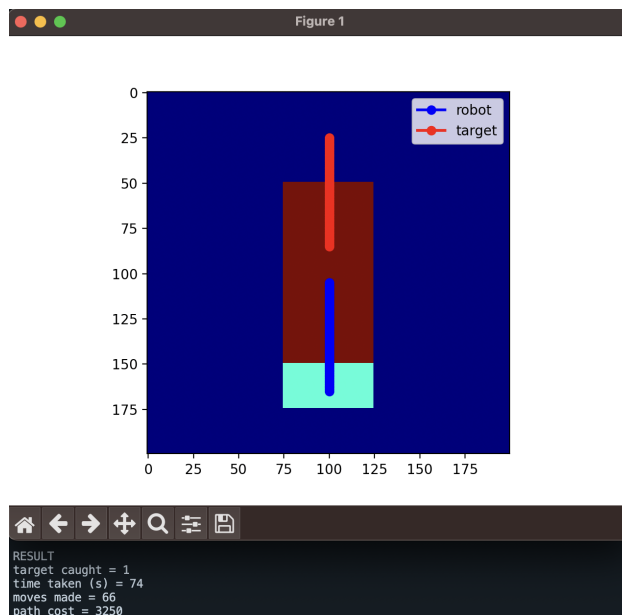 Figure 1
robot
target
0
25
50
75
100
125
150
175
0 25 50 75 100 125 150 175
RESULT
target caught = 1
time taken (s) = 74
moves made = 66
path cost = 3250